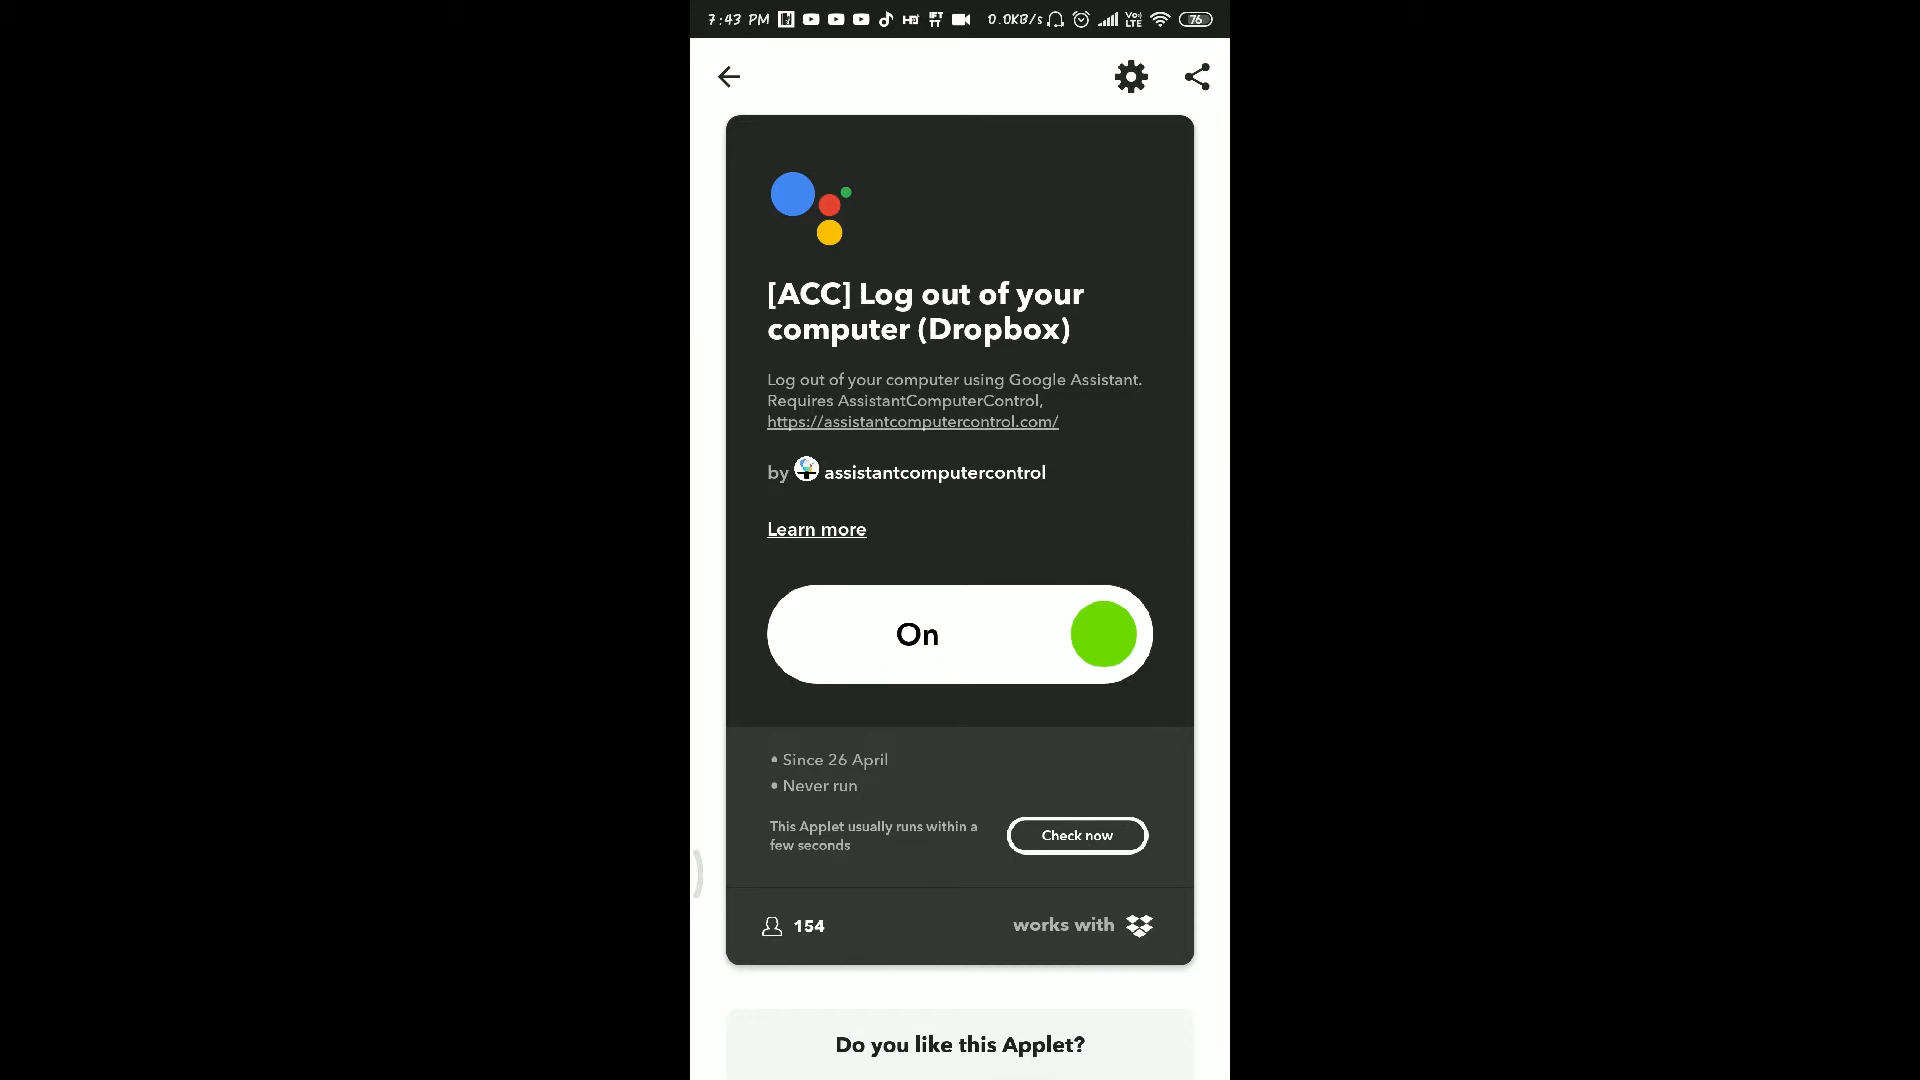 7:43 PM 0.0KB/s Vo) LTE 76
[ACC] Log out of your
computer (Dropbox)
Log out of your computer using Google Assistant.
Requires AssistantComputerControl,
https://assistantcomputercontrol.com/
by assistantcomputercontrol
Learn more
On
• Since 26 April
• Never run
This Applet usually runs within a
few seconds
Check now
154
works with
Do you like this Applet?